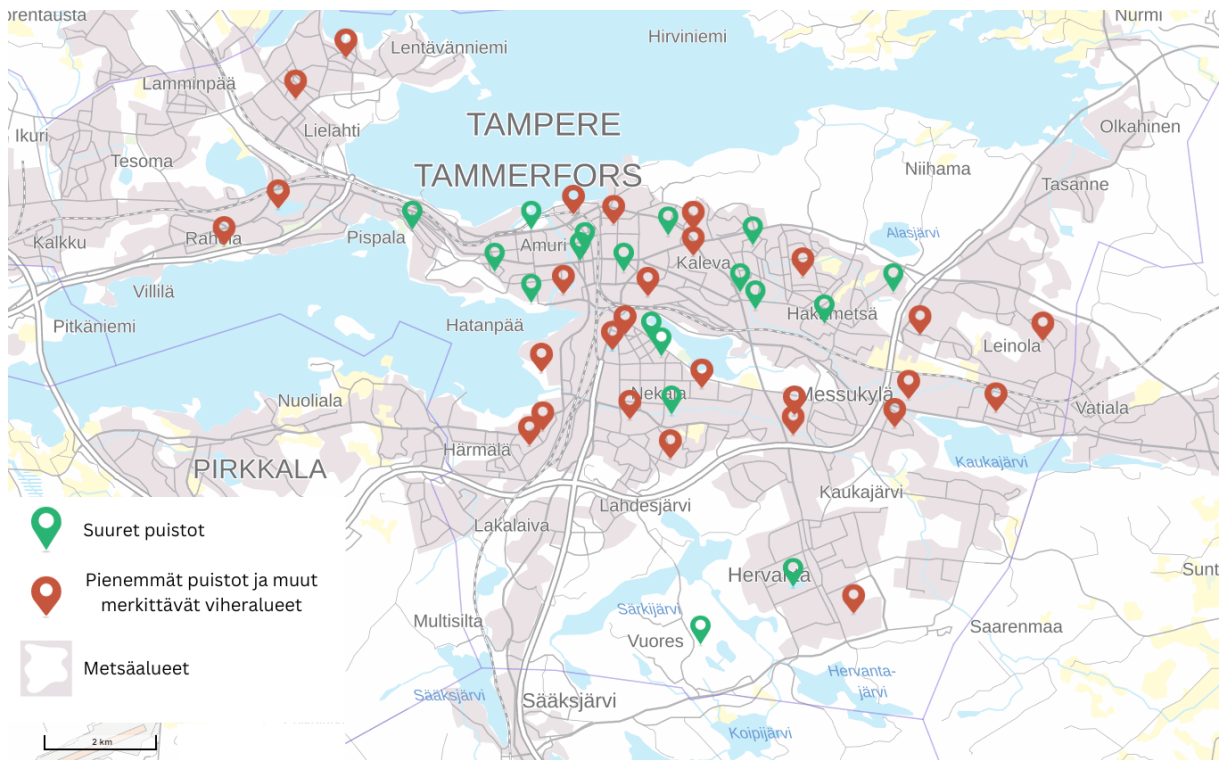 orentausta
Nurmi
Lentävänniemi
Hirviniemi
Lamminpää
TAMPERE
Olkahinen
Ikuri
Lielahti
Tesoma
TAMMERFORS
Niihama
Tasanne
Kalkku
Pispala
Amuri
Alasjärvi
Kaleva
Villilä
Pitkäniemi
Hatanpää
Hakametsä
Leinola
Nuoliala
Nekala
Messukylä
Vatiala
Härmälä
Kaukajärvi
PIRKKALA
Kaukajärvi
Lahdesjärvi
Lakalaiva
Suuret puistot
Hervanta
Sunt
Pienemmät puistot ja muut
merkittävät viheralueet
Särkijärvi
Multisilta
Vuores
Saarenmaa
Metsäalueet
Hervanta-
järvi
Sääksjärvi
Sääksjärvi
Koipijärvi
2 km